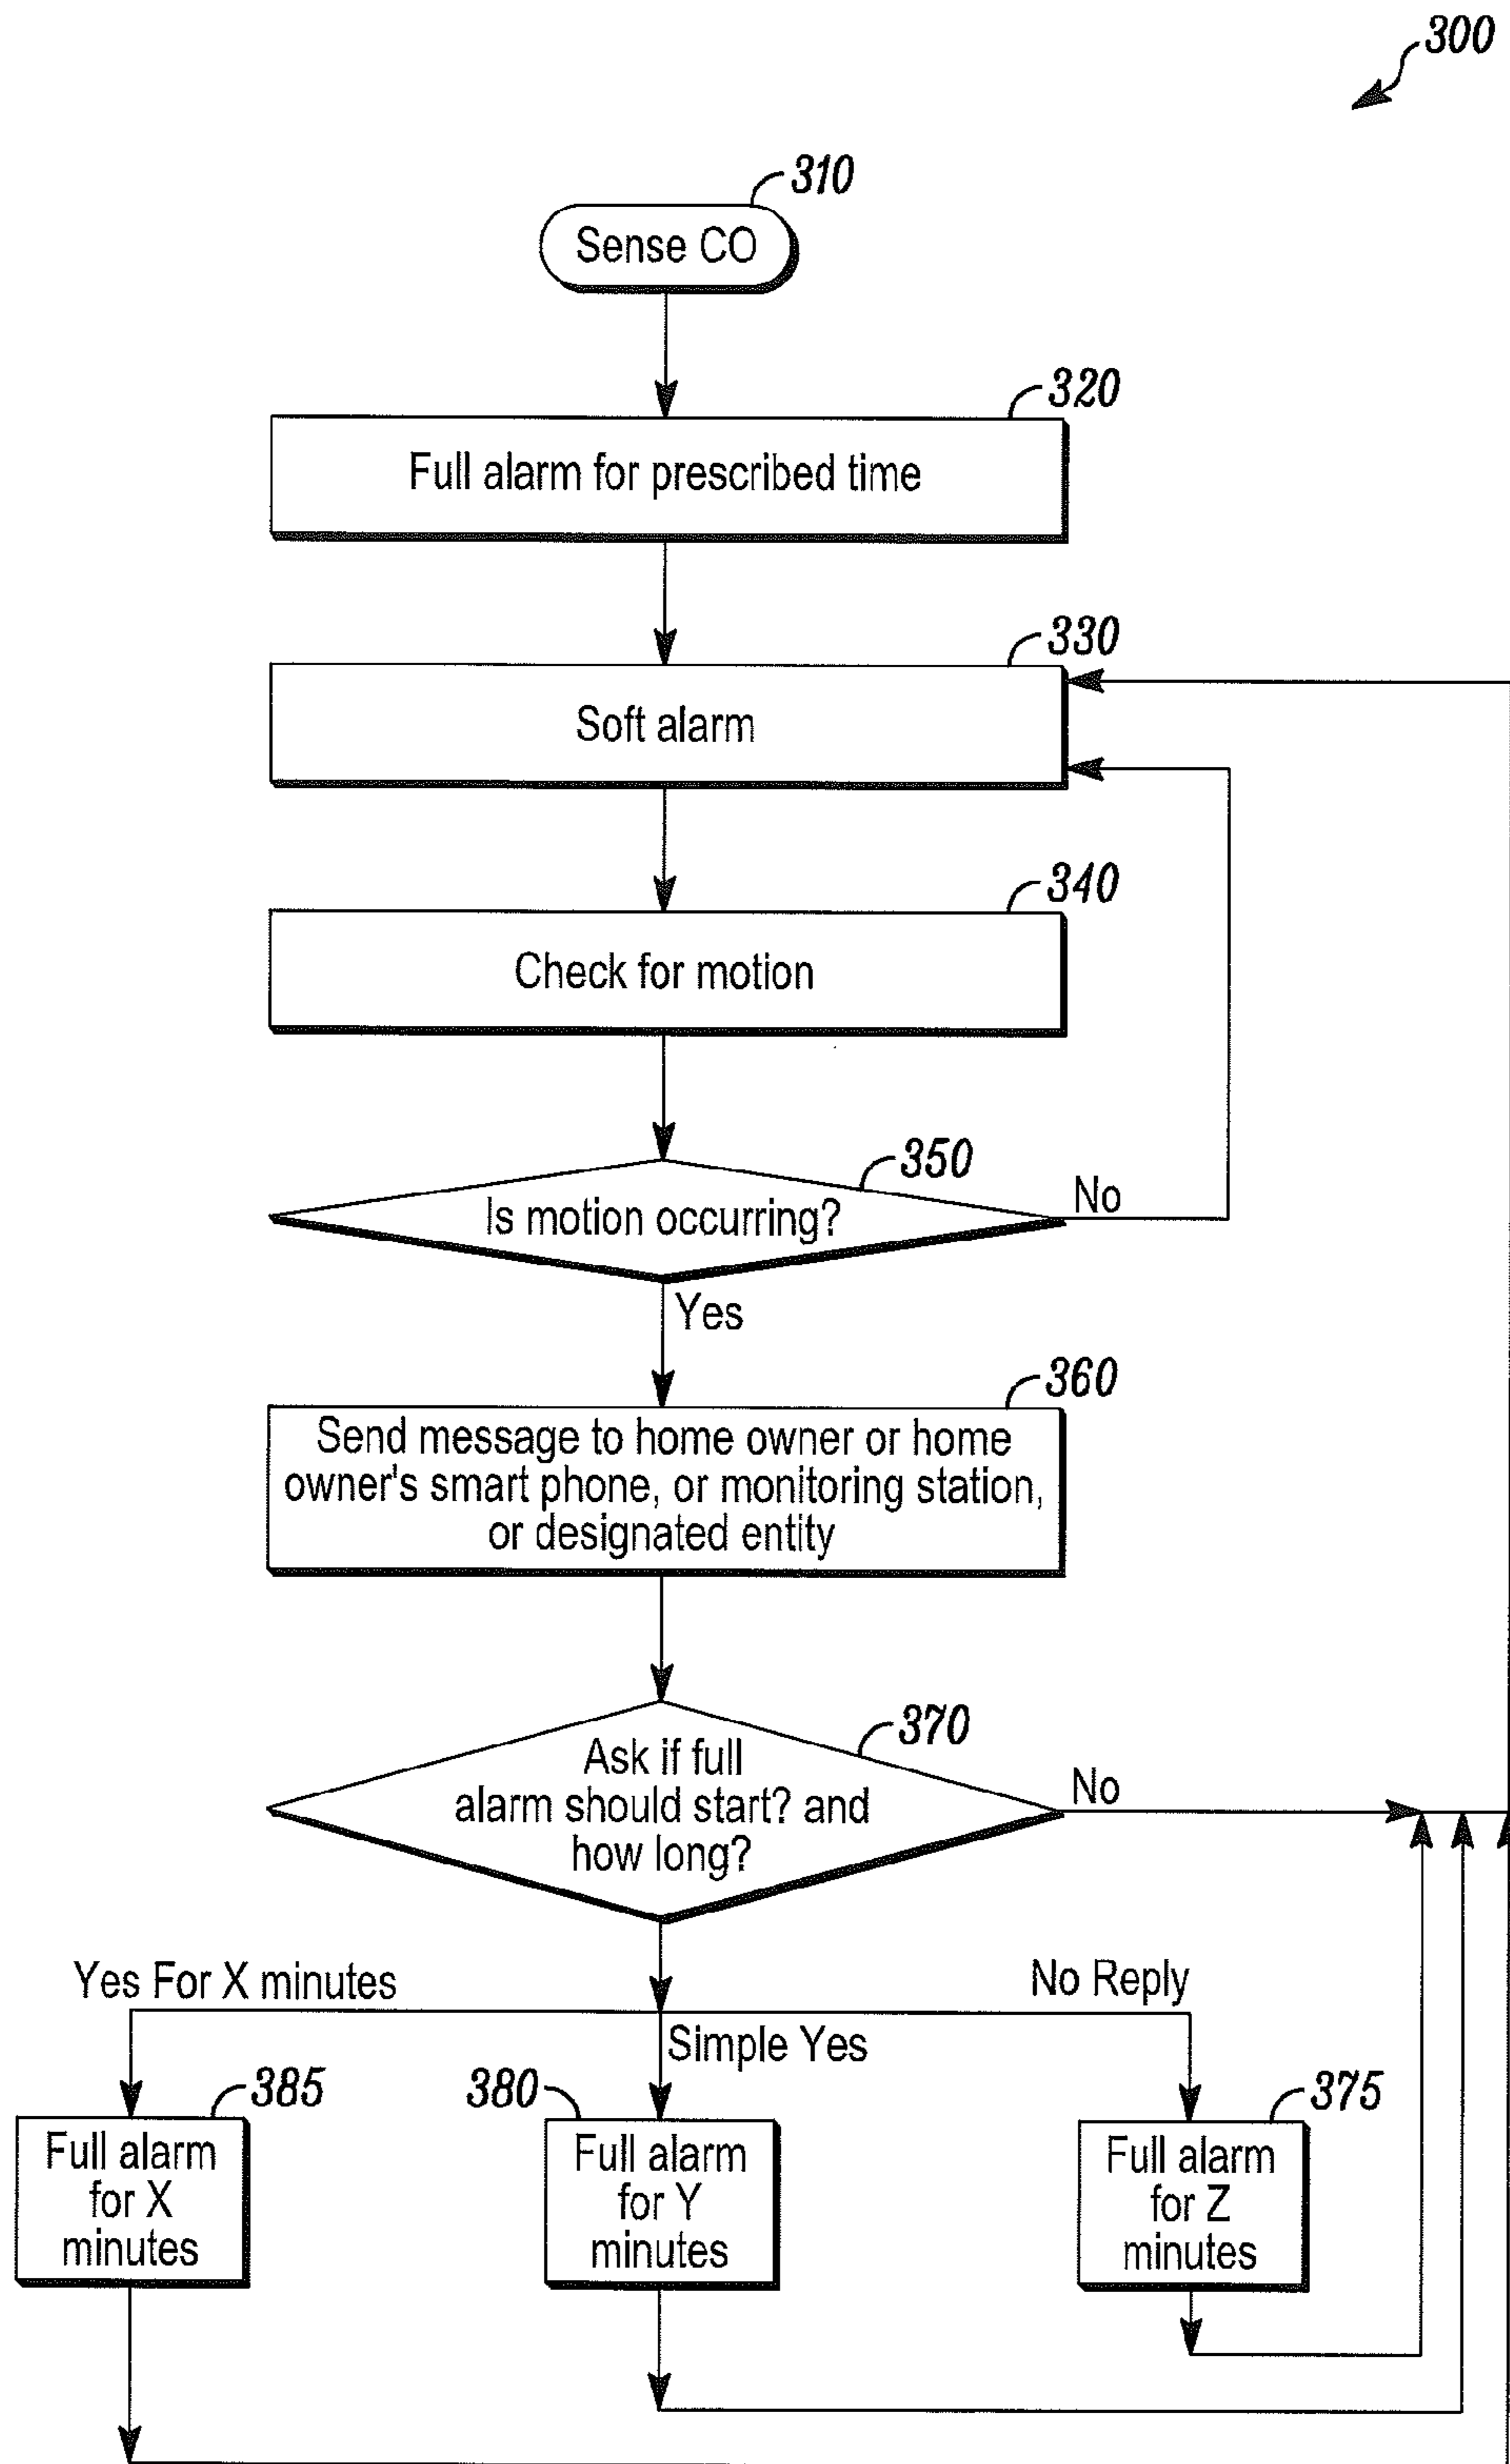 300
310
Sense CO
320
Full alarm for prescribed time
330
Soft alarm
340
Check for motion
350
Is motion occurring?
No
Yes
360
Send message to home owner or home
owner's smart phone, or monitoring station,
or designated entity
370
Ask if full
alarm should start? and
how long?
No
Yes For X minutes
Simple Yes
No Reply
385
Full alarm
for X
minutes
380
Full alarm
for Y
minutes
375
Full alarm
for Z
minutes